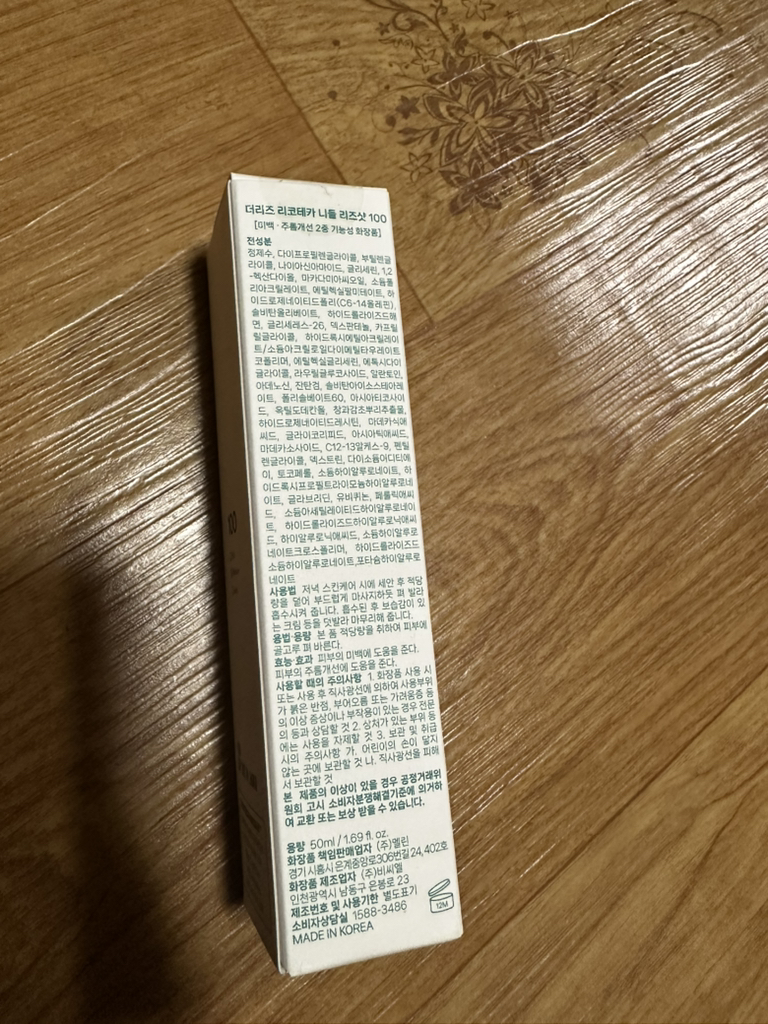 더리즈 리코테카 니들 리즈샷 100
[미백 · 주름개선 2중 기능성 화장품]
전성분
정제수, 다이프로필렌글라이콜, 부틸렌글
라이콜, 나이아신아마이드, 글리세린, 1,2
-헥산다이올, 마카다미아씨오일, 소듐폴
리아크릴레이트, 에틸헥실팔미테이트, 하
이드로제네이티드폴리(C6-14올레핀),
솔비탄올리베이트, 하이드롤라이즈드해
면, 글리세레스-26, 덱스판테놀, 카프릴
릴글라이콜, 하이드록시에틸아크릴레이
트/소듐아크릴로일다이메틸타우레이트
코폴리머, 에틸헥실글리세린, 에톡시다이
글라이콜, 라우릴글루코사이드, 알란토인,
아데노신, 잔탄검, 솔비탄아이소스테아레
이트, 폴리솔베이트60, 아시아티코사이
드, 옥틸도데칸올, 창과감초뿌리추출물,
하이드로제네이티드레시틴, 마데카식애
씨드, 글라이코리피드, 아시아틱애씨드,
마데카소사이드, C12-13알케스-9, 펜틸
렌글라이콜, 덱스트린, 다이소듐이디티에
이, 토코페롤, 소듐하이알루로네이트, 하
이드록시프로필트라이모늄하이알루로네
이트, 글라브리딘, 유비퀴논, 페룰릭애씨
드, 소듐아세틸레이티드하이알루로네이
트, 하이드롤라이즈드하이알루로닉애씨
드, 하이알루로닉애씨드, 소듐하이알루로
네이트크로스폴리머, 하이드롤라이즈드
소듐하이알루로네이트,포타슘하이알루로
네이트
사용법 저녁 스킨케어 시에 세안 후 적당
량을 덜어 부드럽게 마사지하듯 펴 발라
흡수시켜 줍니다. 흡수된 후 보습감이 있
는 크림 등을 덧발라 마무리해 줍니다.
용법·용량 본 품 적당량을 취하여 피부에
골고루 펴 바른다.
효능·효과 피부의 미백에 도움을 준다.
피부의 주름개선에 도움을 준다.
사용할 때의 주의사항 1. 화장품 사용 시
또는 사용 후 직사광선에 의하여 사용부위
가 붉은 반점, 부어오름 또는 가려움증 등
의 이상 증상이나 부작용이 있는 경우 전문
의 등과 상담할 것 2. 상처가 있는 부위 등
에는 사용을 자제할 것 3. 보관 및 취급
시의 주의사항 가. 어린이의 손이 닿지
않는 곳에 보관할 것 나. 직사광선을 피해
서 보관할 것
본 제품의 이상이 있을 경우 공정거래위
원회 고시 소비자분쟁해결기준에 의거하
여 교환 또는 보상 받을 수 있습니다.
용량 50ml / 1.69 fl. oz.
화장품 책임판매업자 (주)멜린
경기 시흥시 은계중앙로306번길 24, 402호
화장품 제조업자 (주)비씨엘
인천광역시 남동구 은봉로 23
제조번호 및 사용기한 별도표기
소비자상담실 1588-3486
MADE IN KOREA
12M
100